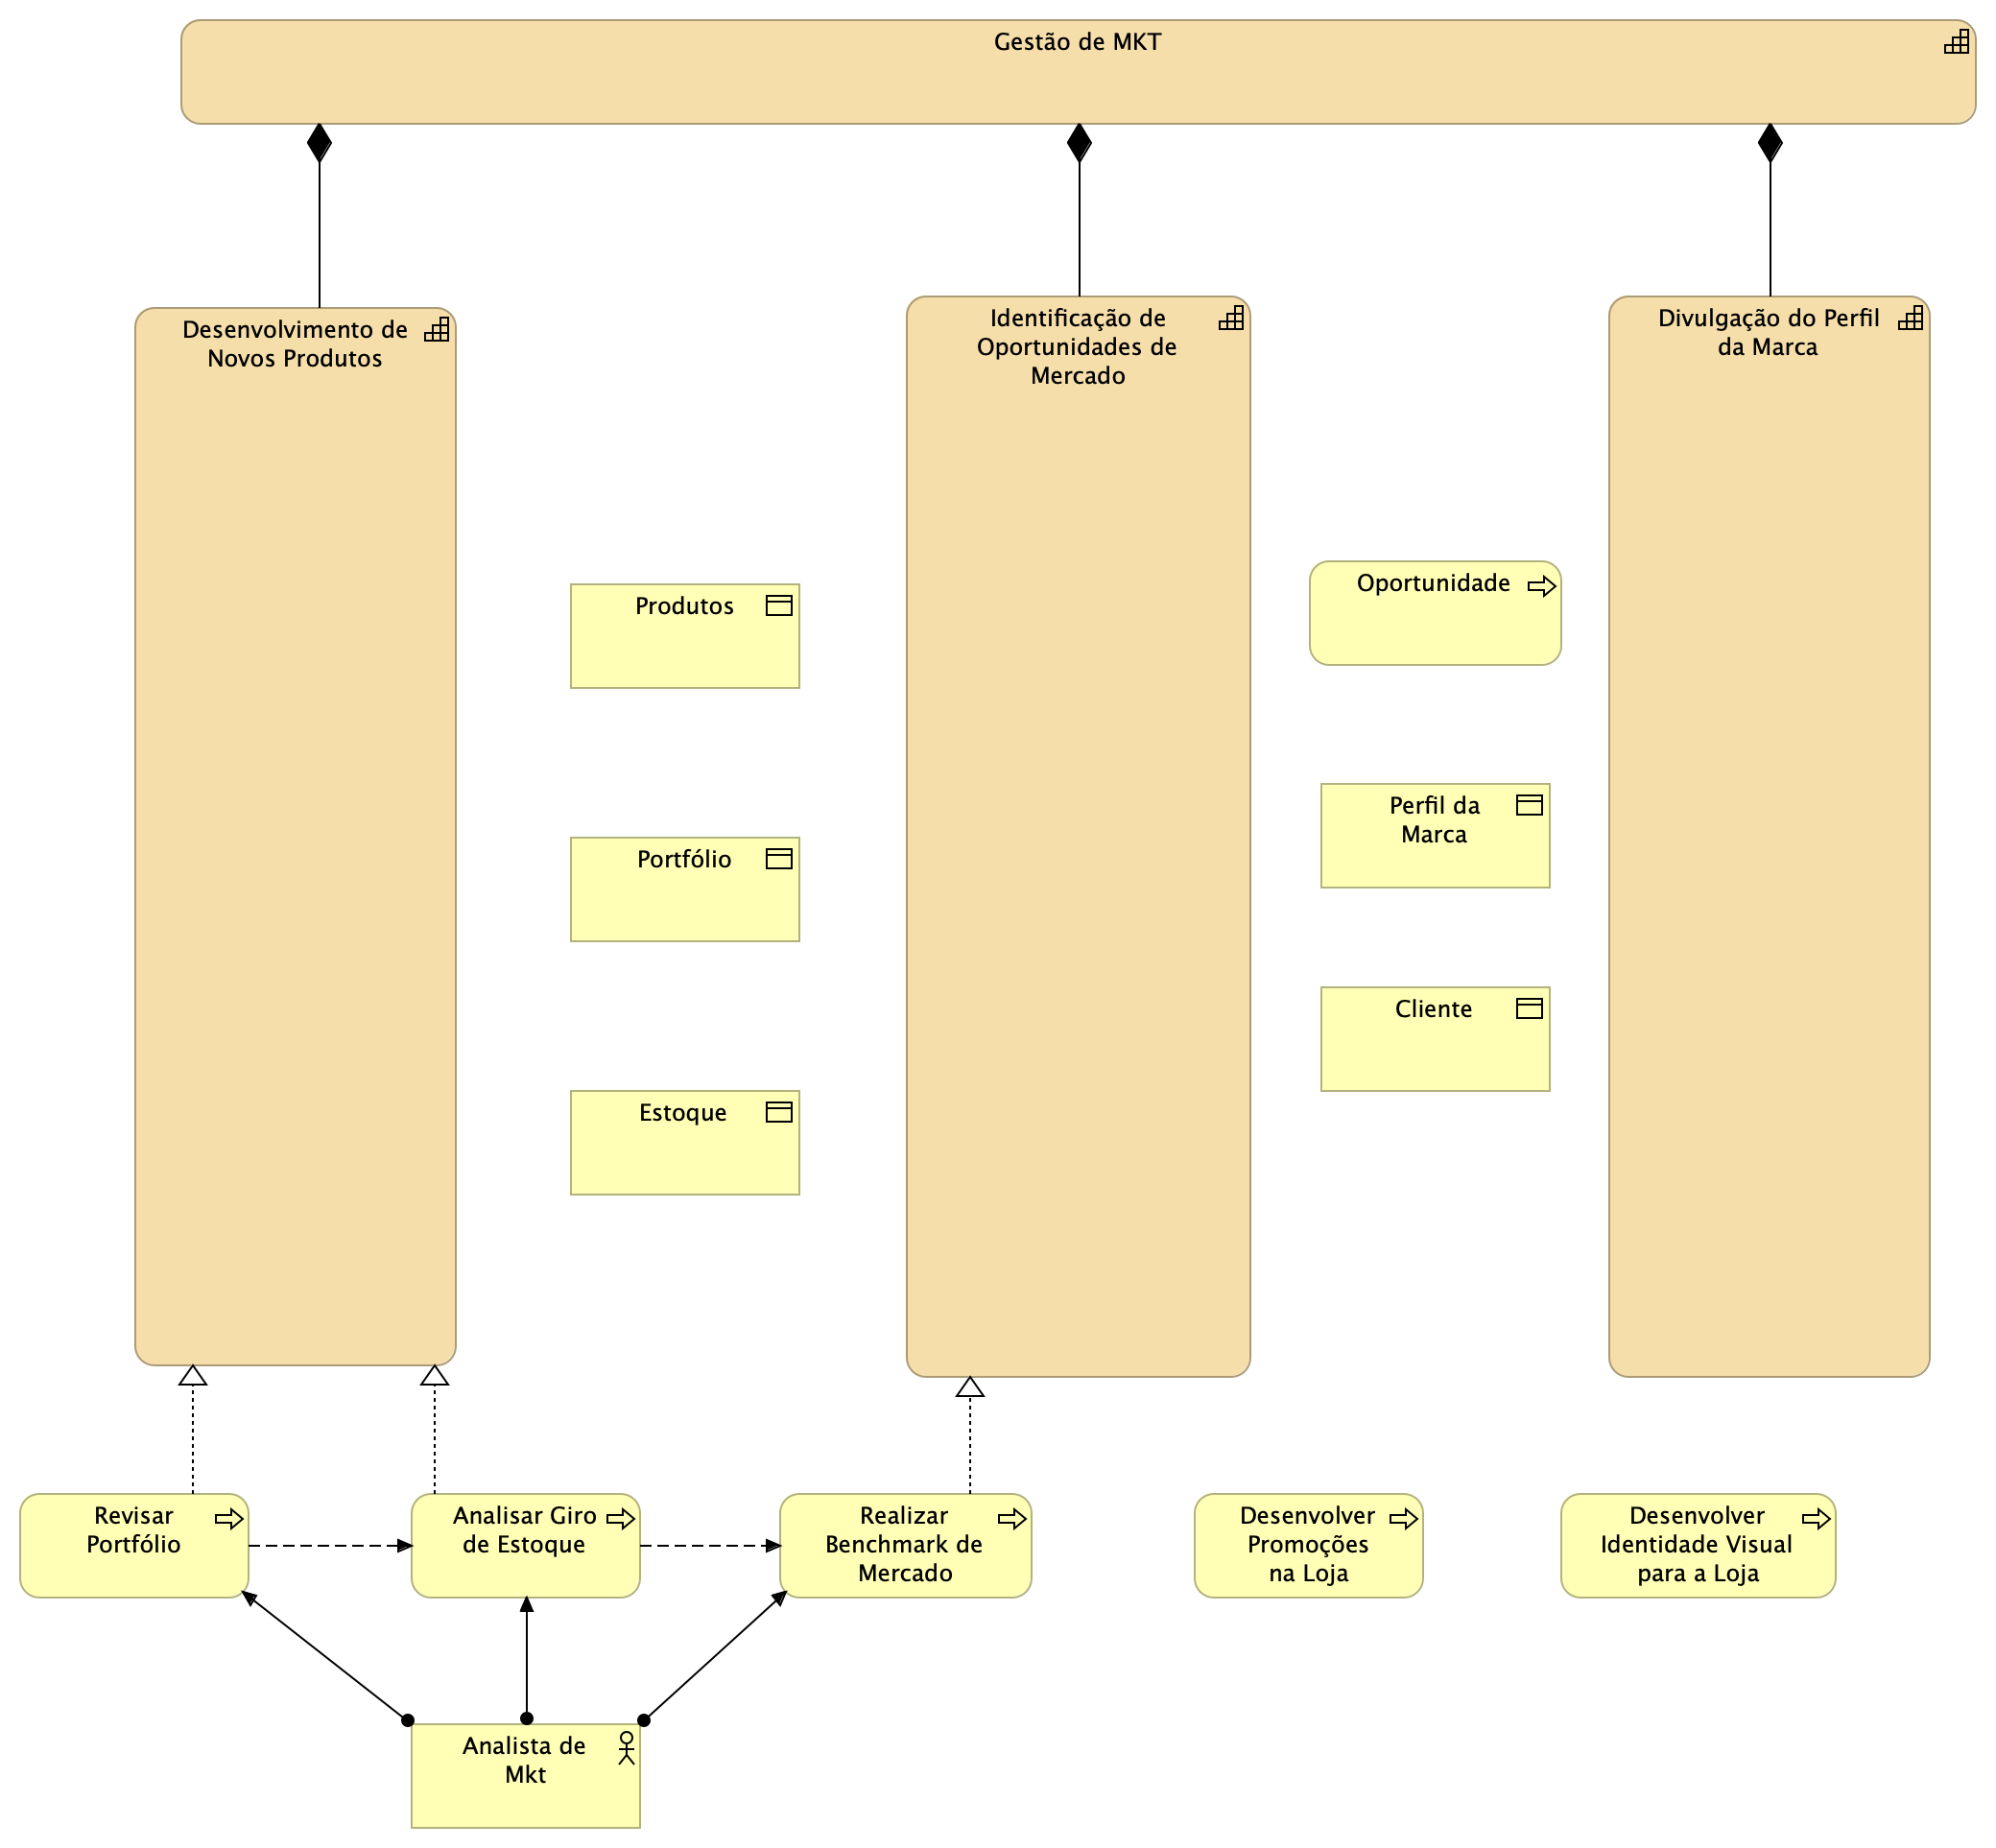 Gestão de MKT
Desenvolvimento de
Novos Produtos
Identificação de
Oportunidades de
Mercado
Divulgação do Perfil
da Marca
Produtos
Oportunidade
Portfólio
Perfil da
Marca
Estoque
Cliente
Revisar
Portfólio
Analisar Giro
de Estoque
Realizar
Benchmark de
Mercado
Desenvolver
Promoções
na Loja
Desenvolver
Identidade Visual
para a Loja
Analista de
Mkt